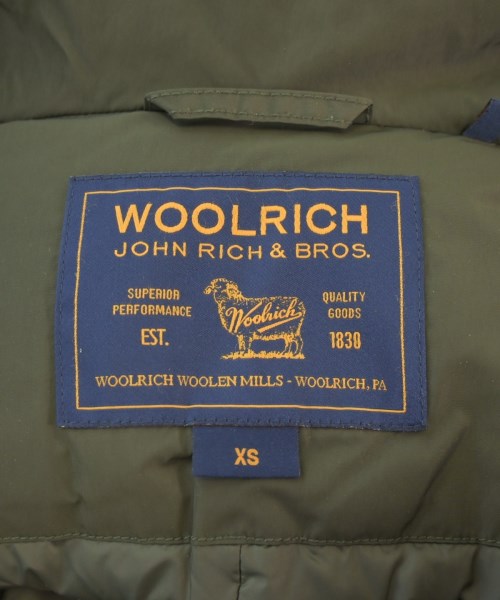 WOOLRICH
JOHN RICH & BROS.
SUPERIOR
PERFORMANCE
EST.
Woolrich
QUALITY
GOODS
1830
WOOLRICH WOOLEN MILLS - WOOLRICH, PA
XS